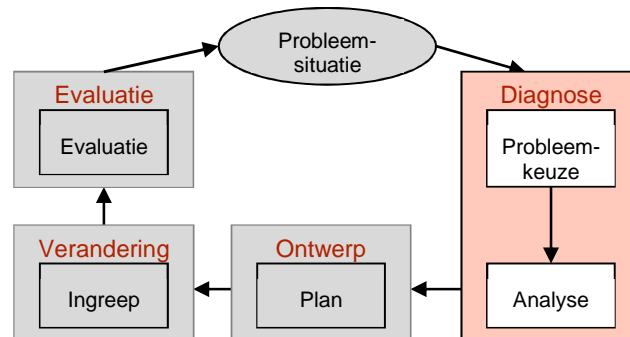 Probleem-
situatie
Evaluatie
Evaluatie
Diagnose
Probleem-
keuze
Verandering
Ingreep
Ontwerp
Plan
Analyse